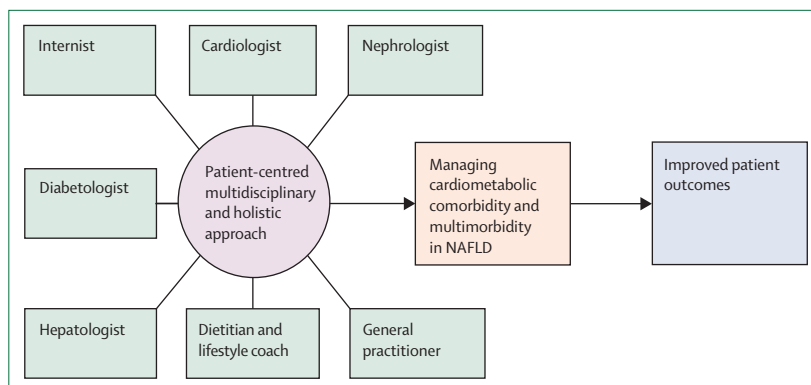 Internist
Cardiologist
Nephrologist
Diabetologist
Patient-centred
multidisciplinary
and holistic
approach
Managing
cardiometabolic
comorbidity and
multimorbidity
in NAFLD
Improved patient
outcomes
Hepatologist
Dietitian and
lifestyle coach
General
practitioner